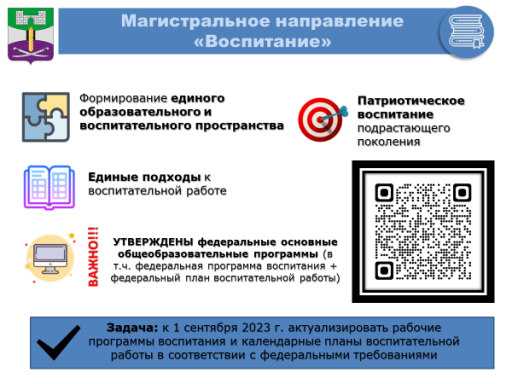 Магистральное направление
«Воспитание»
Формирование единого
образовательного и
воспитательного пространства
Патриотическое
воспитание
подрастающего
поколения
Единые подходы к
воспитательной работе
ВАЖНО!!!
УТВЕРЖДЕНЫ федеральные основные
общеобразовательные программы (в
т.ч. федеральная программа воспитания +
федеральный план воспитательной работы)
Задача: к 1 сентября 2023 г. актуализировать рабочие
программы воспитания и календарные планы воспитательной
работы в соответствии с федеральными требованиями